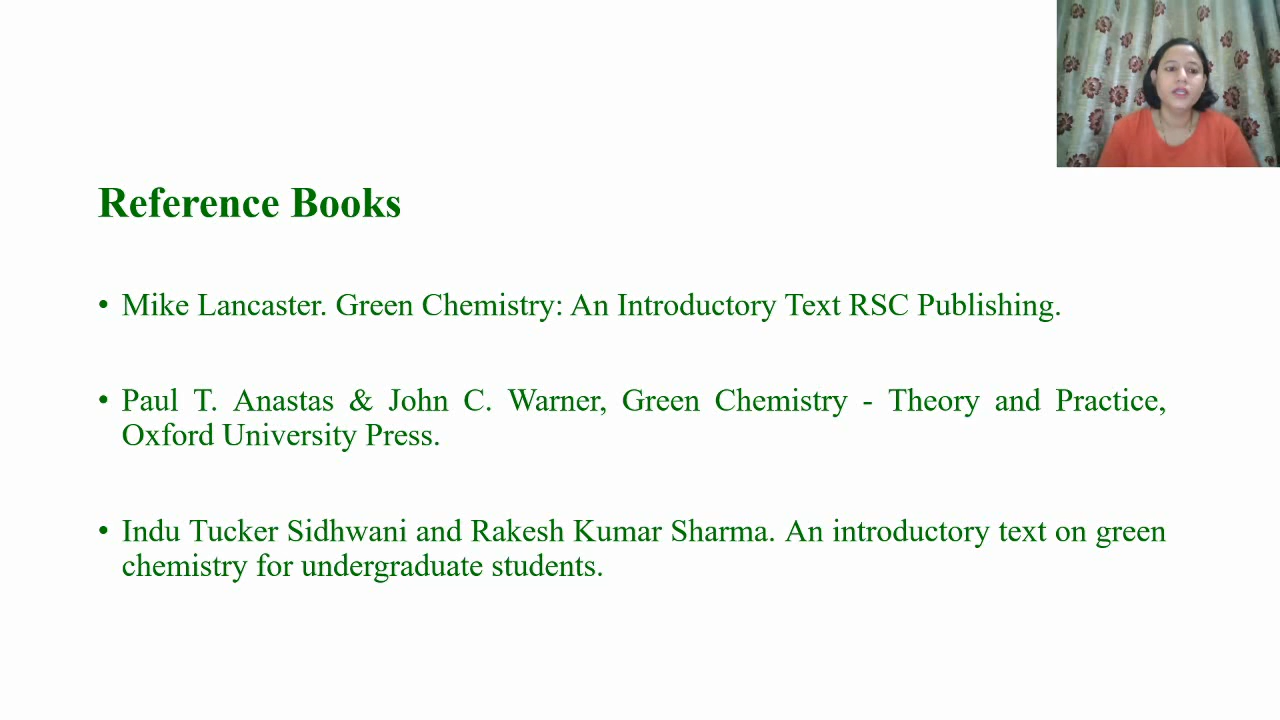 Reference Books
• Mike Lancaster. Green Chemistry: An Introductory Text RSC Publishing.
• Paul T. Anastas & John C. Warner, Green Chemistry - Theory and Practice,
Oxford University Press.
• Indu Tucker Sidhwani and Rakesh Kumar Sharma. An introductory text on green
chemistry for undergraduate students.